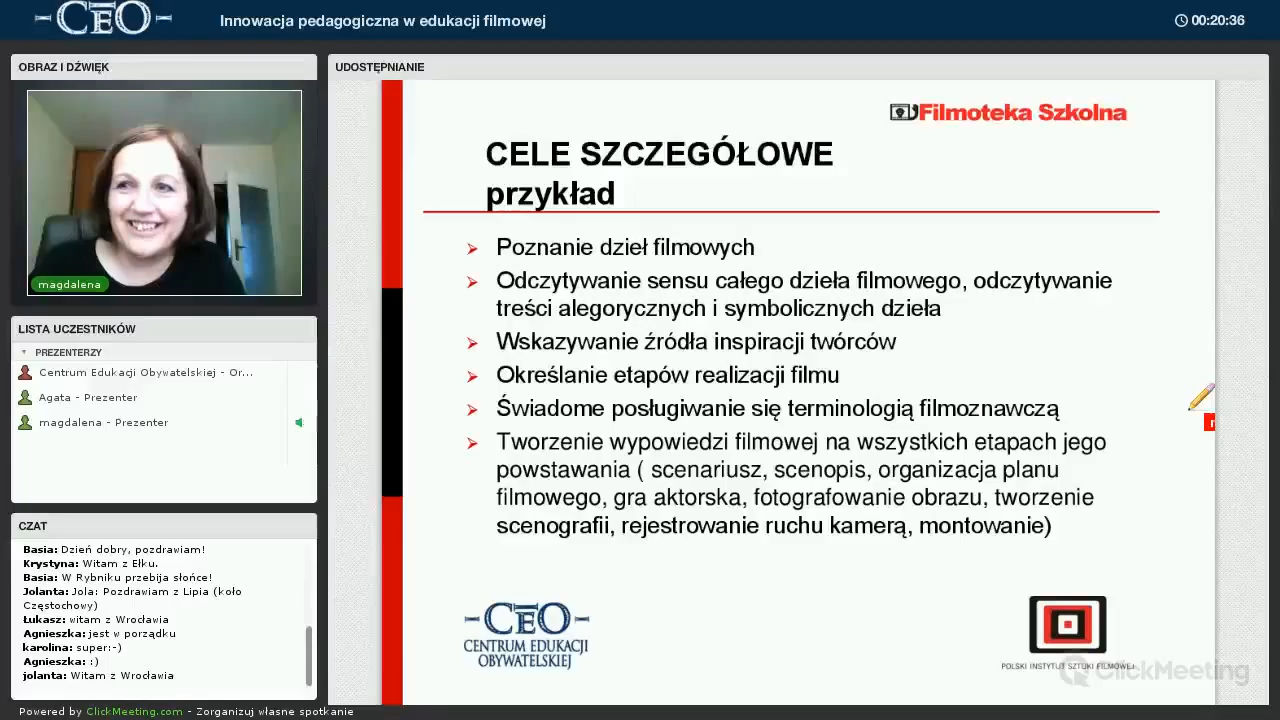 CEO
Innowacja pedagogiczna w edukacji filmowej
00:20:36
OBRAZ I DŹWIĘK
magdalena
LISTA UCZESTNIKÓW
PREZENTERZY
Centrum Edukacji Obywatelskiej - Or...
Agata - Prezenter
magdalena - Prezenter
CZAT
Basia: Dzień dobry, pozdrawiam!
Krystyna: Witam z Ełku.
Basia: W Rybniku przebija słońce!
Jolanta: Jola: Pozdrawiam z Lipia (koło
Częstochowy)
Łukasz: witam z Wrocławia
Agnieszka: jest w porządku
karolina: super:-)
Agnieszka: :)
jolanta: Witam z Wrocławia
Powered by ClickMeeting.com - Zorganizuj własne spotkanie
UDOSTĘPNIANIE
Filmoteka Szkolna
CELE SZCZEGÓŁOWE
przykład
Poznanie dzieł filmowych
Odczytywanie sensu całego dzieła filmowego, odczytywanie
treści alegorycznych i symbolicznych dzieła
Wskazywanie źródła inspiracji twórców
Określanie etapów realizacji filmu
Świadome posługiwanie się terminologią filmoznawczą
Tworzenie wypowiedzi filmowej na wszystkich etapach jego
powstawania ( scenariusz, scenopis, organizacja planu
filmowego, gra aktorska, fotografowanie obrazu, tworzenie
scenografii, rejestrowanie ruchu kamerą, montowanie)
CEO
CENTRUM EDUKACJI
OBYWATELSKIEJ
POLSKI INSTYTUT SZTUKI FILMOWEJ
ClickMeeting